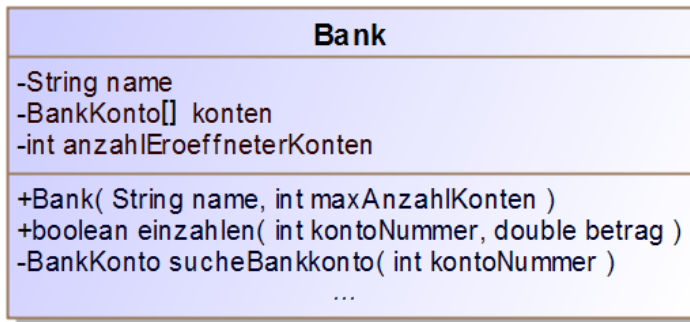 Bank
-String name
-BankKonto[] konten
-int anzahlEroeffneterKonten
+Bank( String name, int maxAnzahlKonten )
+boolean einzahlen( int kontoNummer, double betrag )
-BankKonto sucheBankkonto( int kontoNummer )
...